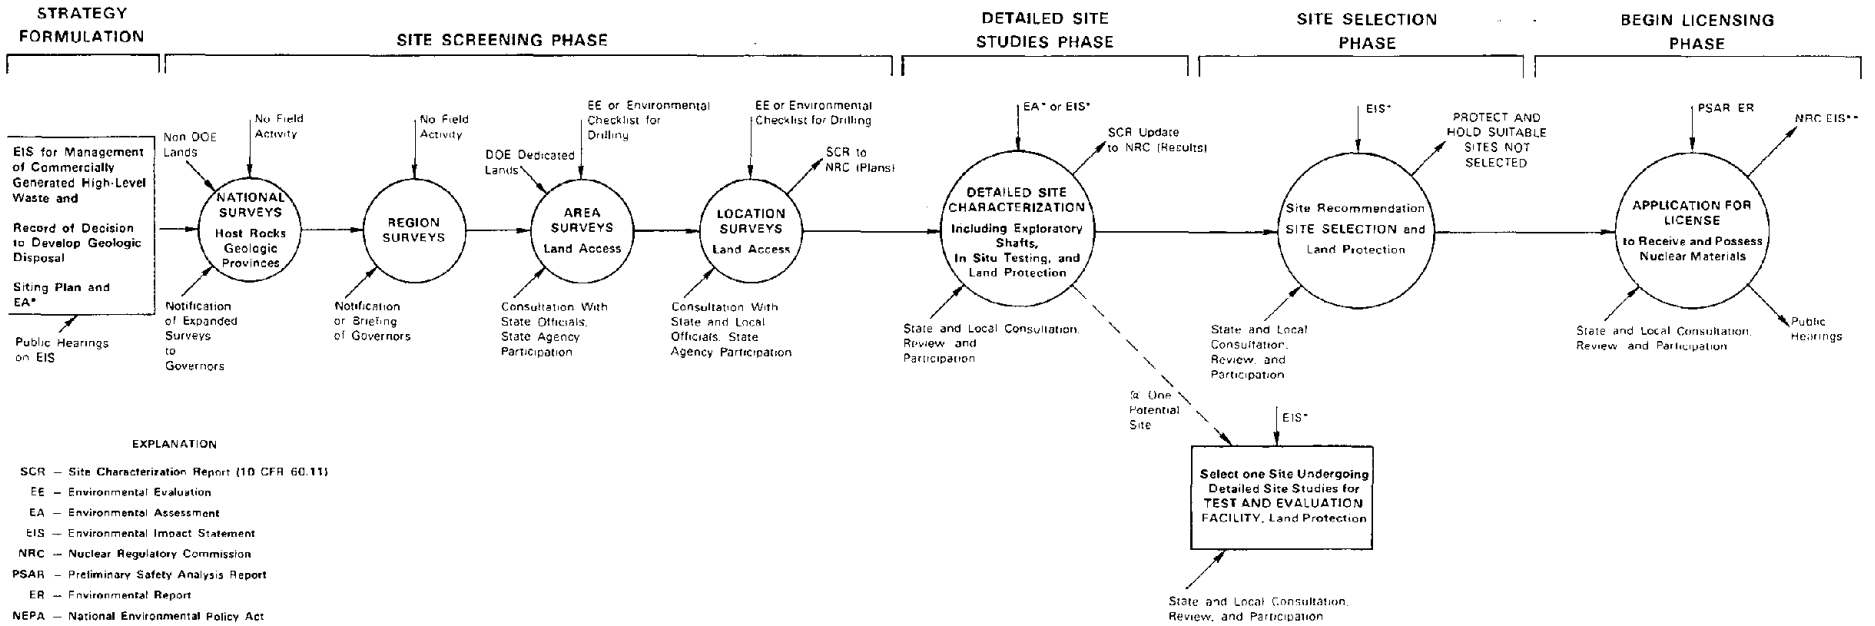 STRATEGY
FORMULATION
SITE SCREENING PHASE
DETAILED SITE
STUDIES PHASE
SITE SELECTION
PHASE
BEGIN LICENSING
PHASE
EIS for Management
of Commercially
Generated High-Level
Waste and
Record of Decision
to Develop Geologic
Disposal
Siting Plan and
EA*
Public Hearings
on EIS
Non DOE
Lands
No Field
Activity
NATIONAL
SURVEYS
Host Rocks
Geologic
Provinces
Notification
of Expanded
Surveys
to
Governors
No Field
Activity
REGION
SURVEYS
Notification
or Briefing
of Governors
EE or Environmental
Checklist for
Drilling
DOE Dedicated
Lands
AREA
SURVEYS
Land Access
Consultation With
State Officials,
State Agency
Participation
EE or Environmental
Checklist for Drilling
SCR to
NRC (Plans)
LOCATION
SURVEYS
Land Access
Consultation With
State and Local
Officials, State
Agency Participation
EA* or EIS*
SCR Update
to NRC (Results)
DETAILED SITE
CHARACTERIZATION
Including Exploratory
Shafts,
In Situ Testing, and
Land Protection
State and Local Consultation,
Review and
Participation
@ One
Potential
Site
EIS*
PROTECT AND
HOLD SUITABLE
SITES NOT
SELECTED
Site Recommendation
SITE SELECTION and
Land Protection
State and Local
Consultation,
Review, and
Participation
EIS*
Select one Site Undergoing
Detailed Site Studies for
TEST AND EVALUATION
FACILITY, Land Protection
State and Local Consultation,
Review, and Participation
PSAR ER
NRC EIS**
APPLICATION FOR
LICENSE
to Receive and Possess
Nuclear Materials
State and Local Consultation,
Review, and Participation
Public
Hearings
EXPLANATION
SCR – Site Characterization Report (10 CFR 60.11)
EE – Environmental Evaluation
EA – Environmental Assessment
EIS – Environmental Impact Statement
NRC – Nuclear Regulatory Commission
PSAR – Preliminary Safety Analysis Report
ER – Environmental Report
NEPA – National Environmental Policy Act